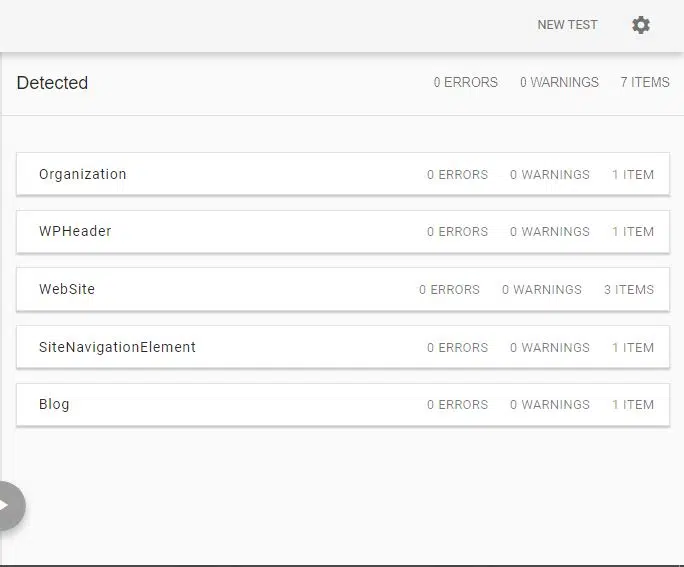 NEW TEST
Detected 0 ERRORS 0 WARNINGS 7 ITEMS
Organization 0 ERRORS 0 WARNINGS 1 ITEM
WPHeader 0 ERRORS 0 WARNINGS 1 ITEM
WebSite 0 ERRORS 0 WARNINGS 3 ITEMS
SiteNavigationElement 0 ERRORS 0 WARNINGS 1 ITEM
Blog 0 ERRORS 0 WARNINGS 1 ITEM